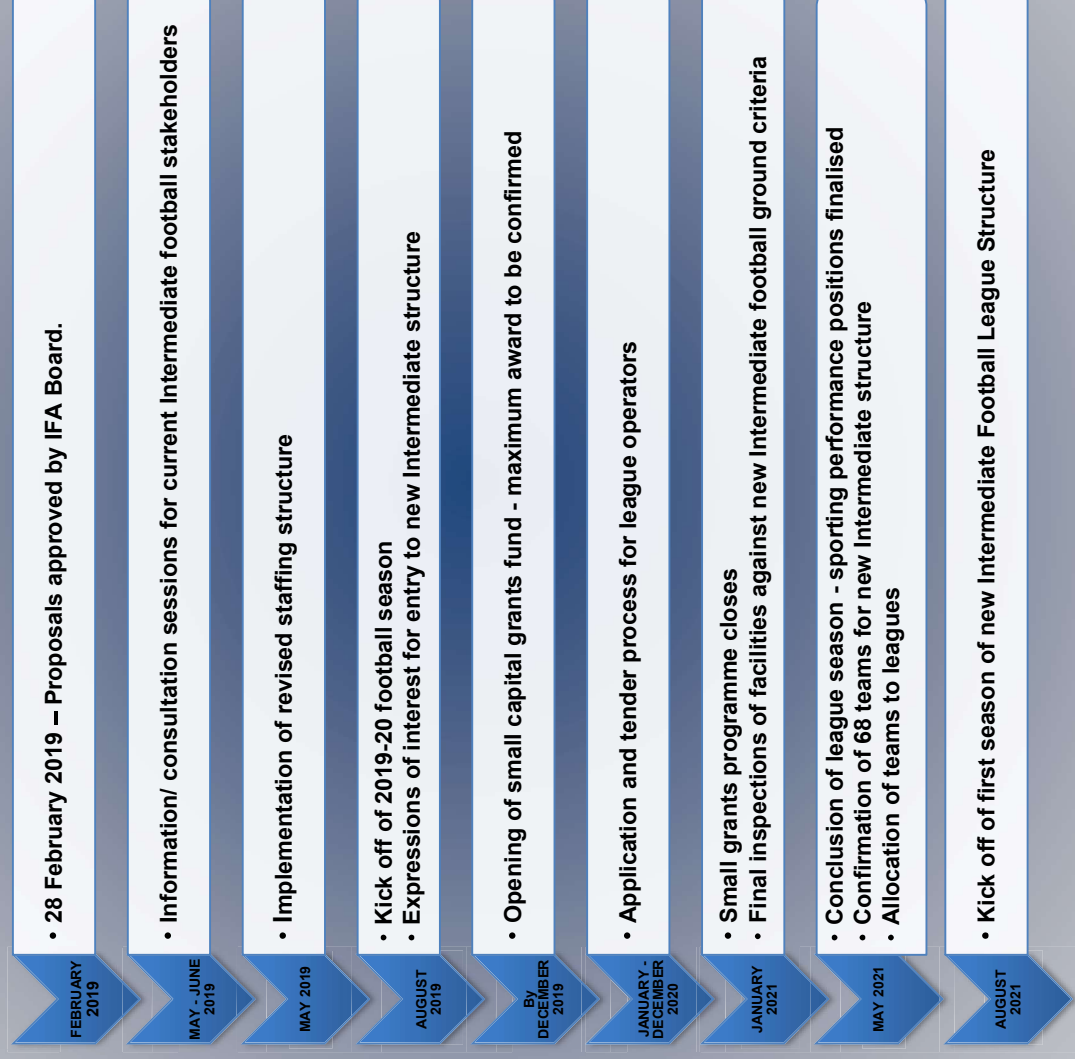 FEBRUARY
2019
• 28 February 2019 – Proposals approved by IFA Board.
MAY - JUNE
2019
• Information/ consultation sessions for current Intermediate football stakeholders
MAY 2019
• Implementation of revised staffing structure
AUGUST
2019
• Kick off of 2019-20 football season
• Expressions of interest for entry to new Intermediate structure
By
DECEMBER
2019
• Opening of small capital grants fund - maximum award to be confirmed
JANUARY -
DECEMBER
2020
• Application and tender process for league operators
JANUARY
2021
• Small grants programme closes
• Final inspections of facilities against new Intermediate football ground criteria
MAY 2021
• Conclusion of league season - sporting performance positions finalised
• Confirmation of 68 teams for new Intermediate structure
• Allocation of teams to leagues
AUGUST
2021
• Kick off of first season of new Intermediate Football League Structure